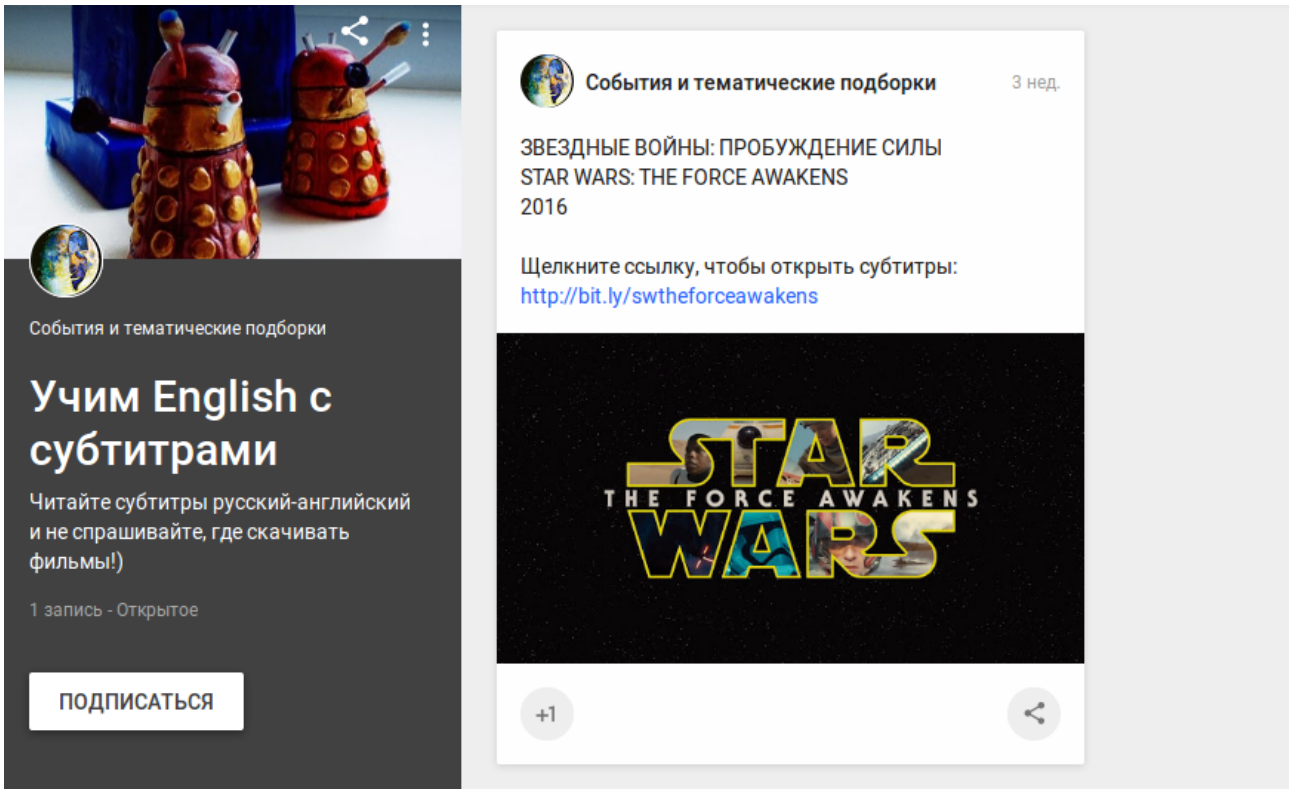 События и тематические подборки
Учим English с
субтитрами
Читайте субтитры русский-английский
и не спрашивайте, где скачивать
фильмы!)
1 запись - Открытое
ПОДПИСАТЬСЯ
События и тематические подборки
3 нед.
ЗВЕЗДНЫЕ ВОЙНЫ: ПРОБУЖДЕНИЕ СИЛЫ
STAR WARS: THE FORCE AWAKENS
2016
Щелкните ссылку, чтобы открыть субтитры:
http://bit.ly/swtheforceawakens
STAR
THE FORCE AWAKENS
WARS
+1